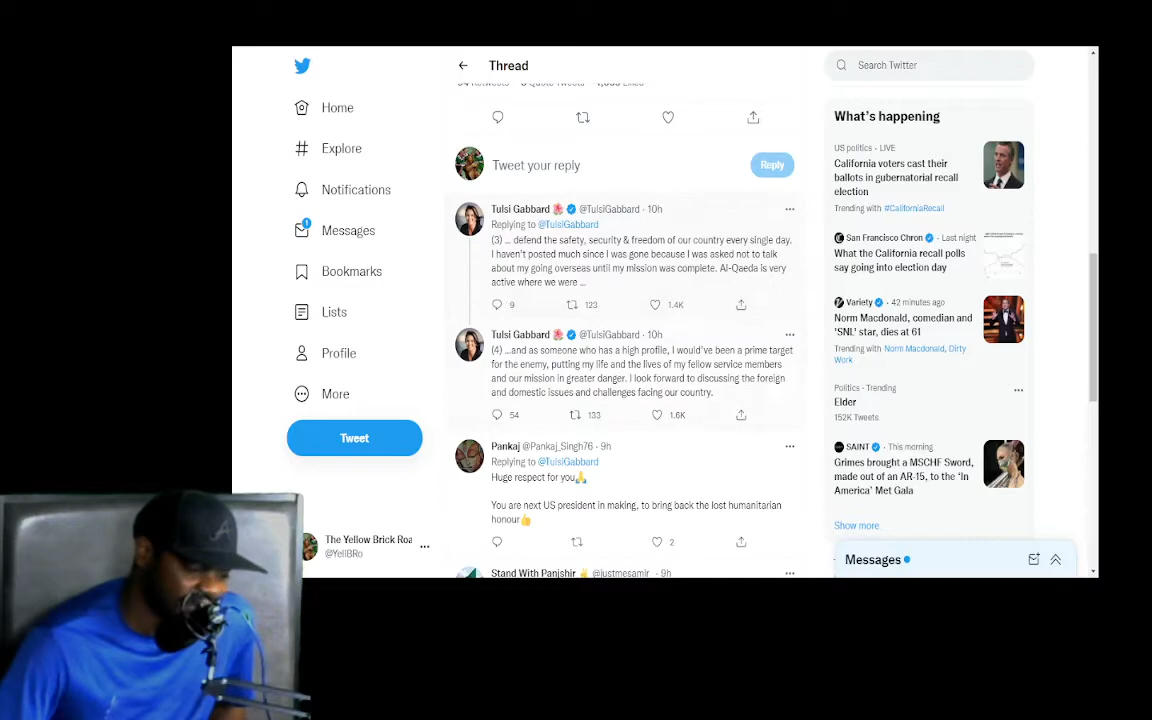 Thread
Search Twitter
Home
Explore
Notifications
1
Messages
Bookmarks
Lists
Profile
More
Tweet
The Yellow Brick Roa
@YellBRo
54 Retweets
Tweet your reply
Reply
Tulsi Gabbard @TulsiGabbard · 10h
Replying to @TulsiGabbard
(3) ... defend the safety, security & freedom of our country every single day.
I haven't posted much since I was gone because I was asked not to talk
about my going overseas until my mission was complete. Al-Qaeda is very
active where we were ...
9 123 1.4K
Tulsi Gabbard @TulsiGabbard · 10h
(4) ...and as someone who has a high profile, I would've been a prime target
for the enemy, putting my life and the lives of my fellow service members
and our mission in greater danger. I look forward to discussing the foreign
and domestic issues and challenges facing our country.
54 133 1.6K
Pankaj @Pankaj_Singh76 · 9h
Replying to @TulsiGabbard
Huge respect for you🙏
You are next US president in making, to bring back the lost humanitarian
honour👍
2
Stand With Panjshir ✌ @justmesamir · 9h
What's happening
US politics · LIVE
California voters cast their
ballots in gubernatorial recall
election
Trending with #CaliforniaRecall
San Francisco Chron · Last night
What the California recall polls
say going into election day
Variety · 42 minutes ago
Norm Macdonald, comedian and
'SNL' star, dies at 61
Trending with Norm Macdonald, Dirty
Work
Politics · Trending
Elder
152K Tweets
SAINT · This morning
Grimes brought a MSCHF Sword,
made out of an AR-15, to the 'In
America' Met Gala
Show more
Messages